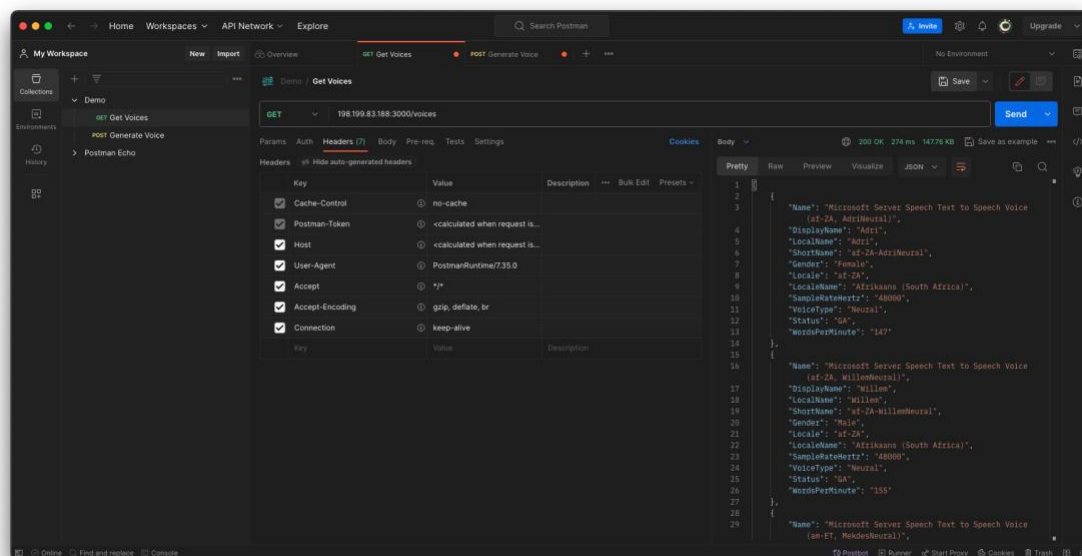 Home Workspaces API Network Explore Search Postman Invite Upgrade
My Workspace New Import Overview GET Get Voices POST Generate Voice No Environment
Collections
Environments
History
Demo
GET Get Voices
POST Generate Voice
Postman Echo
Demo / Get Voices Save
GET 198.199.83.188:3000/voices Send
Params Auth Headers (7) Body Pre-req. Tests Settings Cookies
Headers Hide auto-generated headers
Key Value Description Bulk Edit Presets
Cache-Control no-cache
Postman-Token <calculated when request is...
Host <calculated when request is...
User-Agent PostmanRuntime/7.35.0
Accept */*
Accept-Encoding gzip, deflate, br
Connection keep-alive
Key Value Description
Body 200 OK 274 ms 147.76 KB Save as example
Pretty Raw Preview Visualize JSON
1 [
2 {
3 "Name": "Microsoft Server Speech Text to Speech Voice
(af-ZA, AdriNeural)",
4 "DisplayName": "Adri",
5 "LocalName": "Adri",
6 "ShortName": "af-ZA-AdriNeural",
7 "Gender": "Female",
8 "Locale": "af-ZA",
9 "LocaleName": "Afrikaans (South Africa)",
10 "SampleRateHertz": "48000",
11 "VoiceType": "Neural",
12 "Status": "GA",
13 "WordsPerMinute": "147"
14 },
15 {
16 "Name": "Microsoft Server Speech Text to Speech Voice
(af-ZA, WillemNeural)",
17 "DisplayName": "Willem",
18 "LocalName": "Willem",
19 "ShortName": "af-ZA-WillemNeural",
20 "Gender": "Male",
21 "Locale": "af-ZA",
22 "LocaleName": "Afrikaans (South Africa)",
23 "SampleRateHertz": "48000",
24 "VoiceType": "Neural",
25 "Status": "GA",
26 "WordsPerMinute": "155"
27 },
28 {
29 "Name": "Microsoft Server Speech Text to Speech Voice
(am-ET, MekdesNeural)",
Online Find and replace Console Postbot Runner Start Proxy Cookies Trash